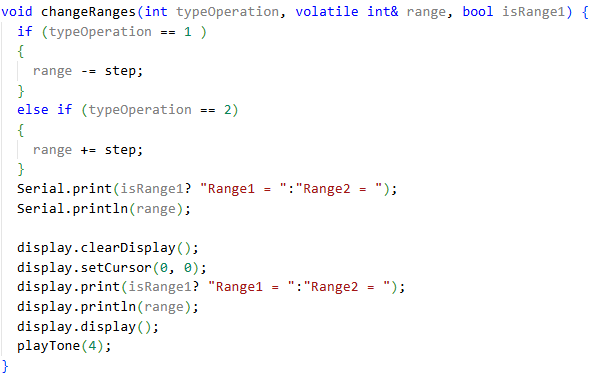 void changeRanges(int typeOperation, volatile int& range, bool isRange1) {
  if (typeOperation == 1 )
  {
    range -= step;
  }
  else if (typeOperation == 2)
  {
    range += step;
  }
  Serial.print(isRange1? "Range1 = ":"Range2 = ");
  Serial.println(range);

  display.clearDisplay();
  display.setCursor(0, 0);
  display.print(isRange1? "Range1 = ":"Range2 = ");
  display.println(range);
  display.display();
  playTone(4);
}